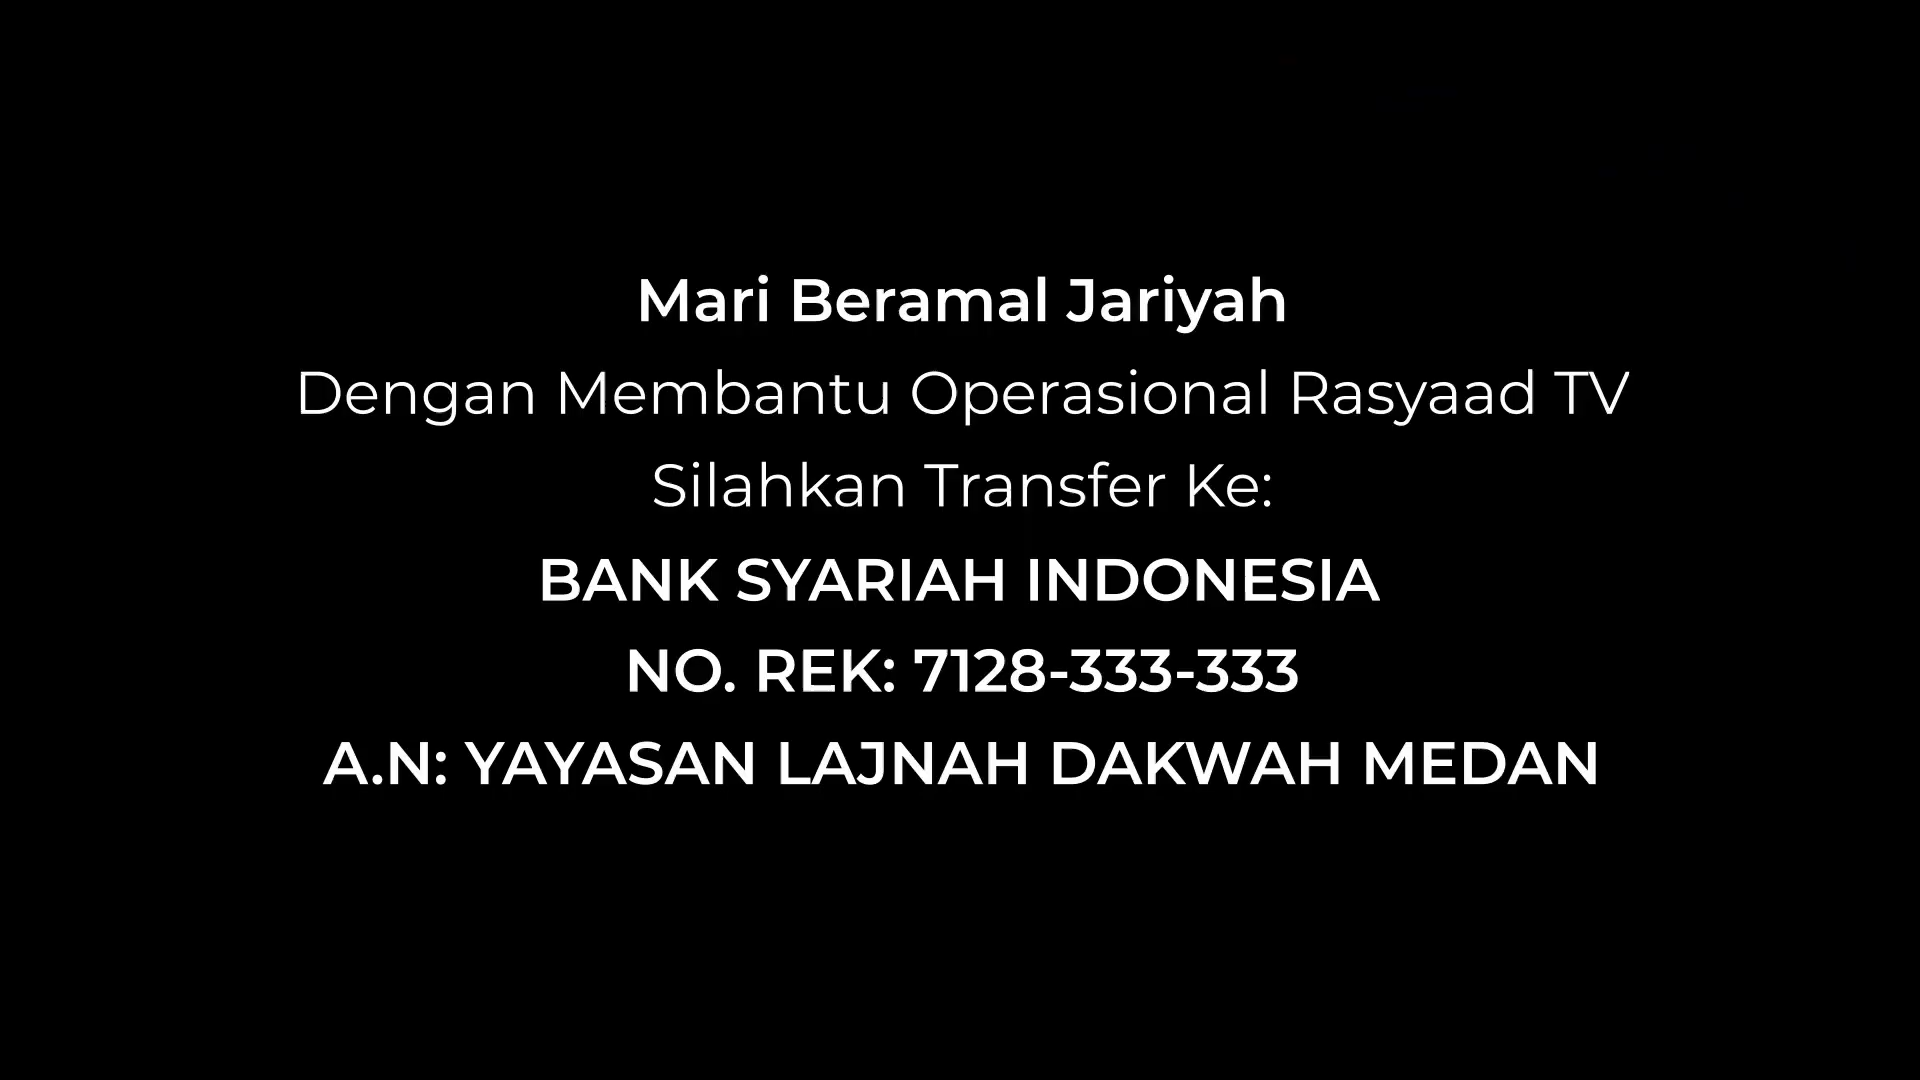 Mari Beramal Jariyah
Dengan Membantu Operasional Rasyaad TV
Silahkan Transfer Ke:
BANK SYARIAH INDONESIA
NO. REK: 7128-333-333
A.N: YAYASAN LAJNAH DAKWAH MEDAN